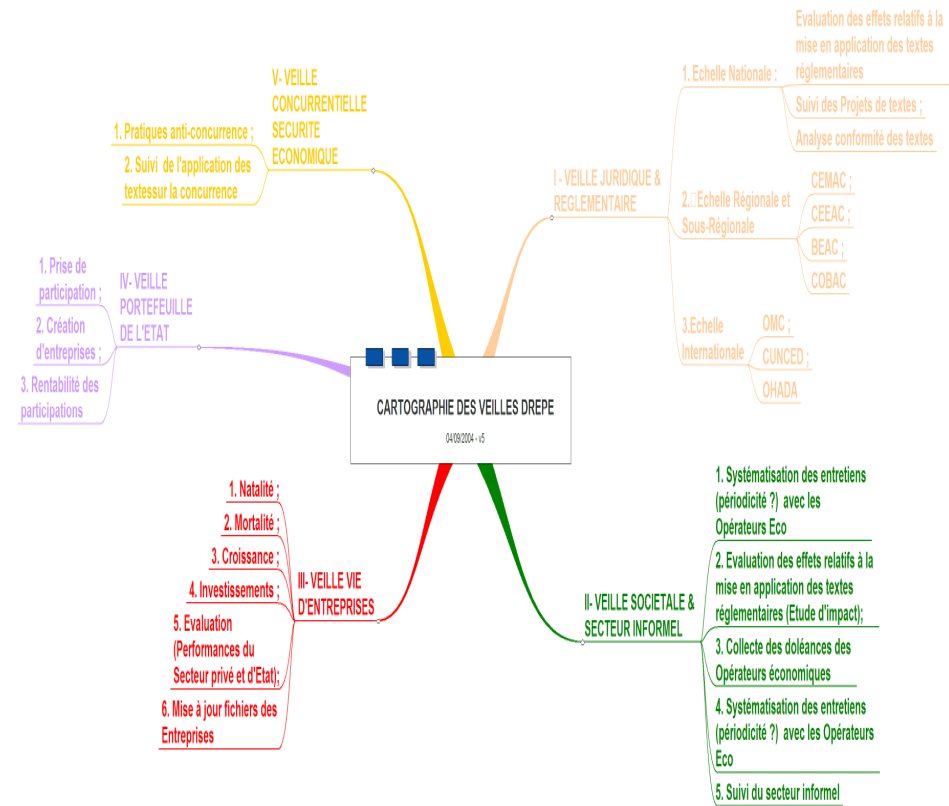 CARTOGRAPHIE DES VEILLES DREPE
04/09/2004 - v5
I - VEILLE JURIDIQUE &
REGLEMENTAIRE
1. Echelle Nationale :
Evaluation des effets relatifs à la
mise en application des textes
réglementaires
Suivi des Projets de textes ;
Analyse conformité des textes
2. Echelle Régionale et
Sous-Régionale
CEMAC ;
CEEAC ;
BEAC ;
COBAC
3.Echelle
Internationale
OMC ;
CUNCED ;
OHADA
II- VEILLE SOCIETALE &
SECTEUR INFORMEL
1. Systématisation des entretiens
(périodicité ?) avec les
Opérateurs Eco
2. Evaluation des effets relatifs à la
mise en application des textes
réglementaires (Etude d'impact);
3. Collecte des doléances des
Opérateurs économiques
4. Systématisation des entretiens
(périodicité ?) avec les Opérateurs
Eco
5. Suivi du secteur informel
III- VEILLE VIE
D'ENTREPRISES
1. Natalité ;
2. Mortalité ;
3. Croissance ;
4. Investissements ;
5. Evaluation
(Performances du
Secteur privé et d'Etat);
6. Mise à jour fichiers des
Entreprises
IV- VEILLE
PORTEFEUILLE
DE L'ETAT
1. Prise de
participation ;
2. Création
d'entreprises ;
3. Rentabilité des
participations
V- VEILLE
CONCURRENTIELLE
SECURITE
ECONOMIQUE
1. Pratiques anti-concurrence ;
2. Suivi de l'application des
textessur la concurrence